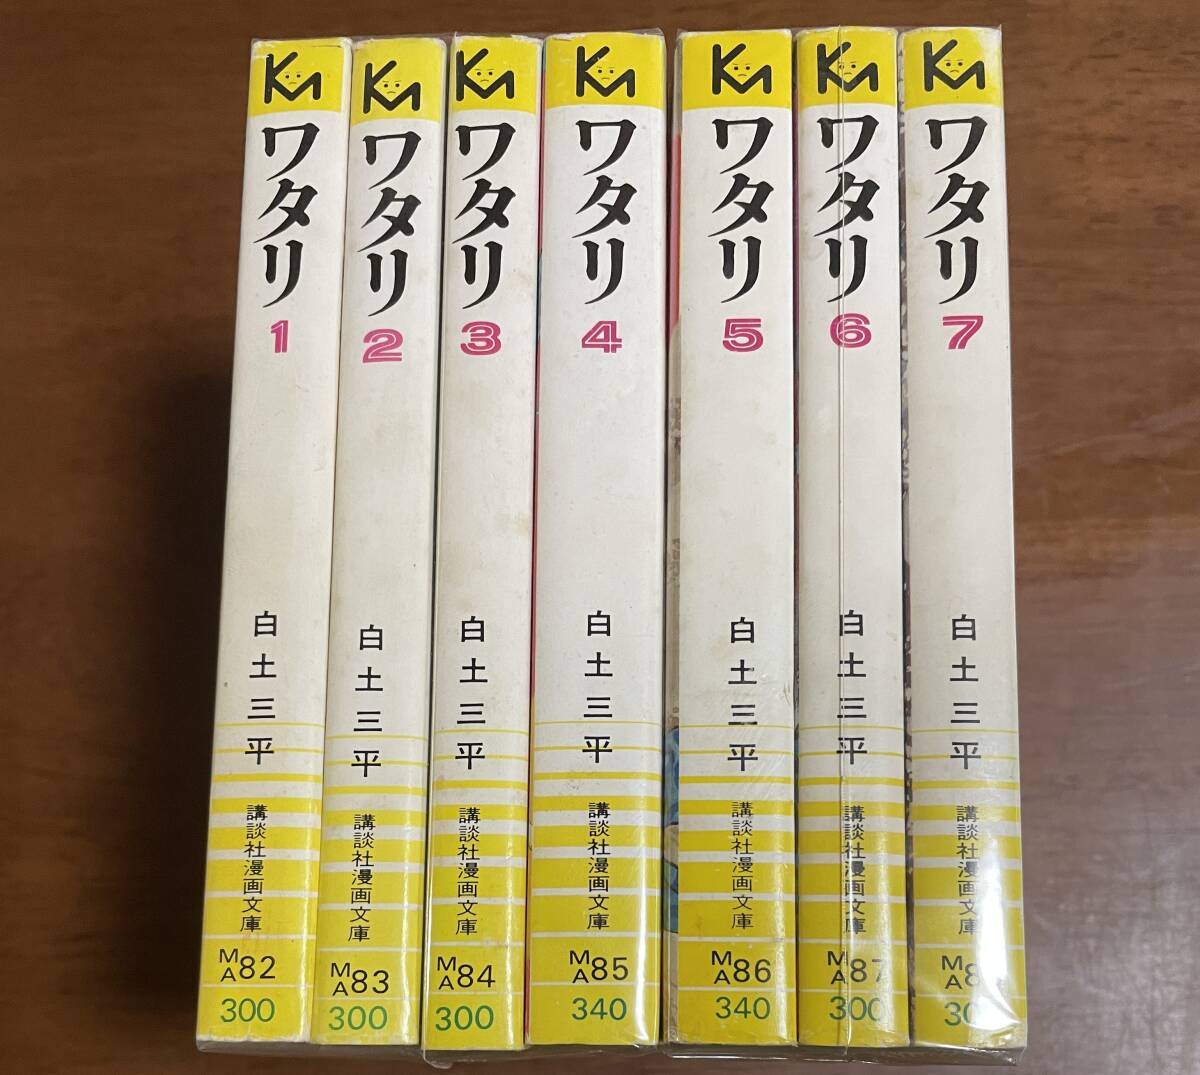 KM
ワタリ
1
白土三平
講談社漫画文庫
MA82
300
KM
ワタリ
2
白土三平
講談社漫画文庫
MA83
300
KM
ワタリ
3
白土三平
講談社漫画文庫
MA84
300
KM
ワタリ
4
白土三平
講談社漫画文庫
MA85
340
KM
ワタリ
5
白土三平
講談社漫画文庫
MA86
340
KM
ワタリ
6
白土三平
講談社漫画文庫
MA87
300
KM
ワタリ
7
白土三平
講談社漫画文庫